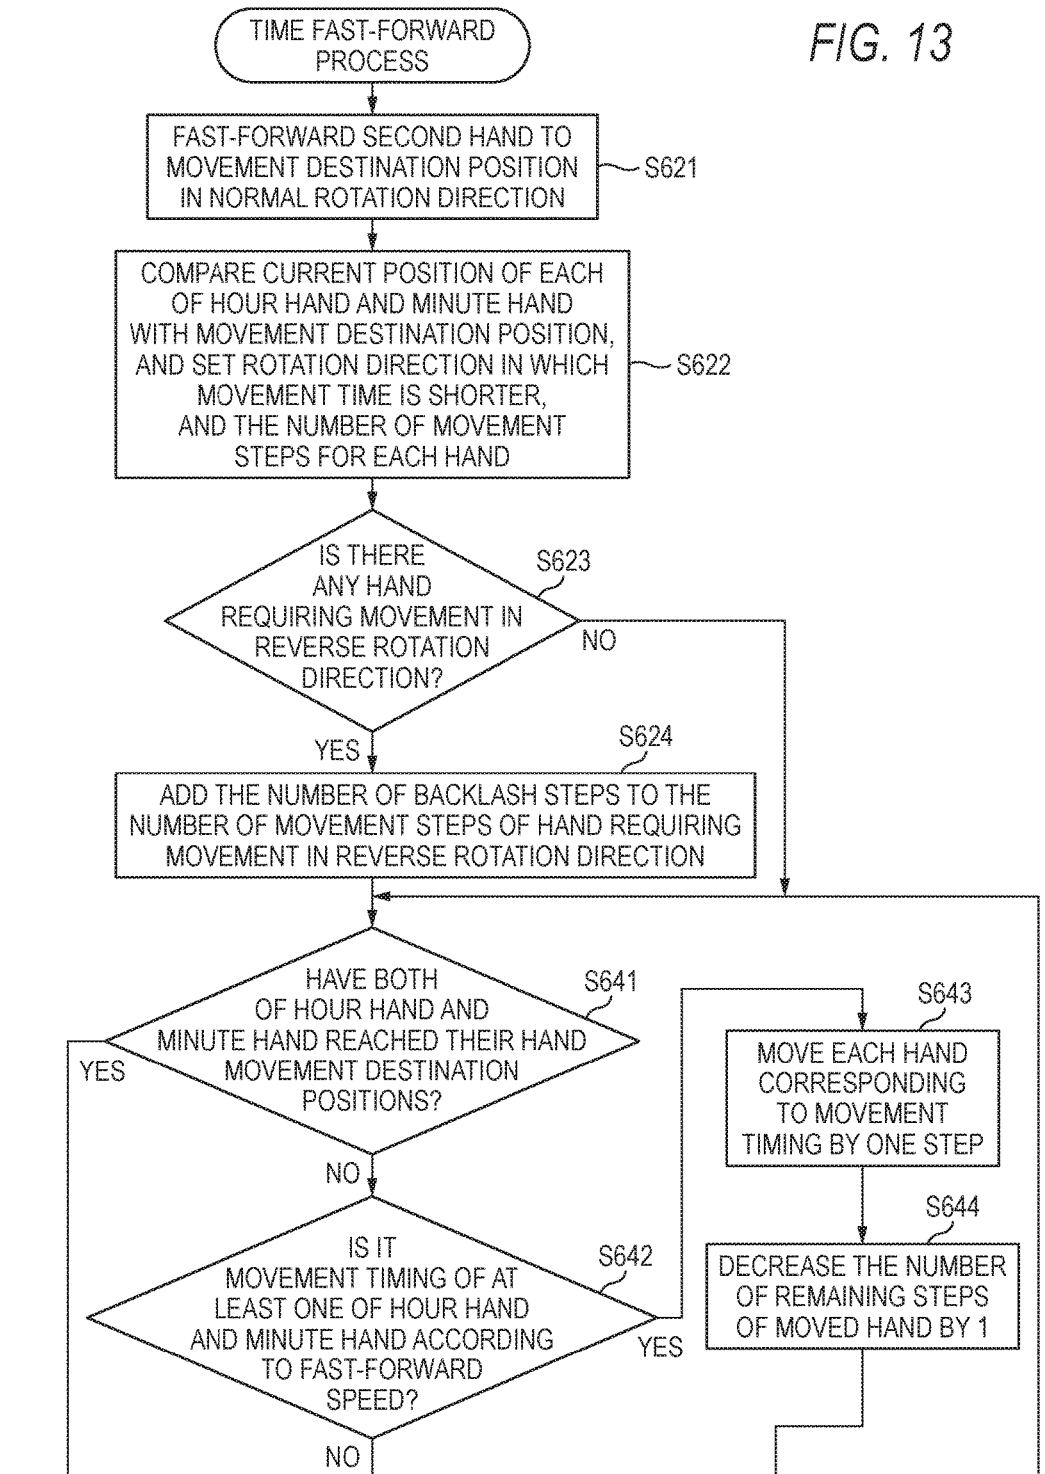 TIME FAST-FORWARD
PROCESS
FIG. 13
FAST-FORWARD SECOND HAND TO
MOVEMENT DESTINATION POSITION
IN NORMAL ROTATION DIRECTION
S621
COMPARE CURRENT POSITION OF EACH
OF HOUR HAND AND MINUTE HAND
WITH MOVEMENT DESTINATION POSITION,
AND SET ROTATION DIRECTION IN WHICH
MOVEMENT TIME IS SHORTER,
AND THE NUMBER OF MOVEMENT
STEPS FOR EACH HAND
S622
IS THERE
ANY HAND
REQUIRING MOVEMENT IN
REVERSE ROTATION
DIRECTION?
S623
NO
YES
S624
ADD THE NUMBER OF BACKLASH STEPS TO THE
NUMBER OF MOVEMENT STEPS OF HAND REQUIRING
MOVEMENT IN REVERSE ROTATION DIRECTION
HAVE BOTH
OF HOUR HAND AND
MINUTE HAND REACHED THEIR HAND
MOVEMENT DESTINATION
POSITIONS?
S641
YES
NO
IS IT
MOVEMENT TIMING OF AT
LEAST ONE OF HOUR HAND
AND MINUTE HAND ACCORDING
TO FAST-FORWARD
SPEED?
S642
YES
NO
S643
MOVE EACH HAND
CORRESPONDING
TO MOVEMENT
TIMING BY ONE STEP
S644
DECREASE THE NUMBER
OF REMAINING STEPS
OF MOVED HAND BY 1